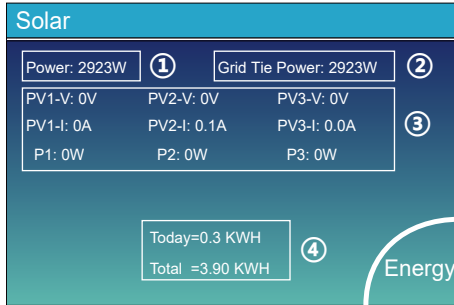 Solar
Power: 2923W ① Grid Tie Power: 2923W ②
PV1-V: 0V PV2-V: 0V PV3-V: 0V
PV1-I: 0A PV2-I: 0.1A PV3-I: 0.0A ③
P1: 0W P2: 0W P3: 0W
Today=0.3 KWH
④
Total =3.90 KWH
Energy